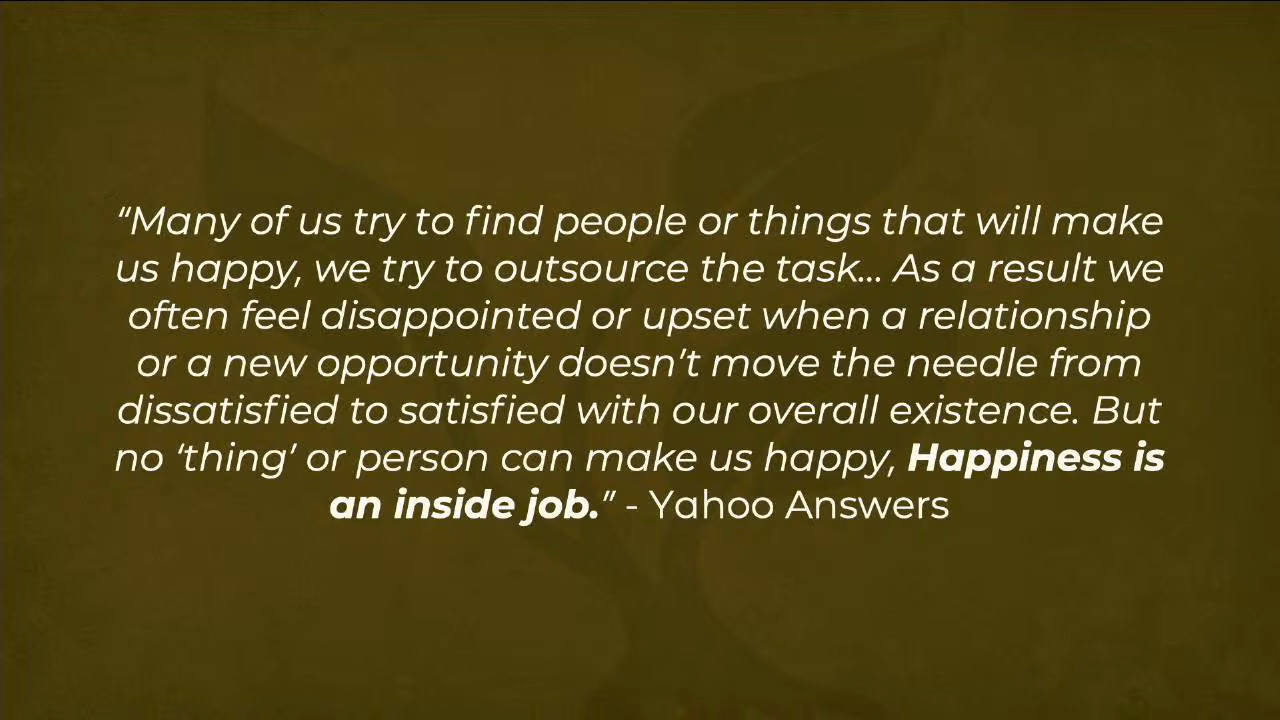 “Many of us try to find people or things that will make
us happy, we try to outsource the task... As a result we
often feel disappointed or upset when a relationship
or a new opportunity doesn’t move the needle from
dissatisfied to satisfied with our overall existence. But
no ‘thing’ or person can make us happy, Happiness is
an inside job.” - Yahoo Answers